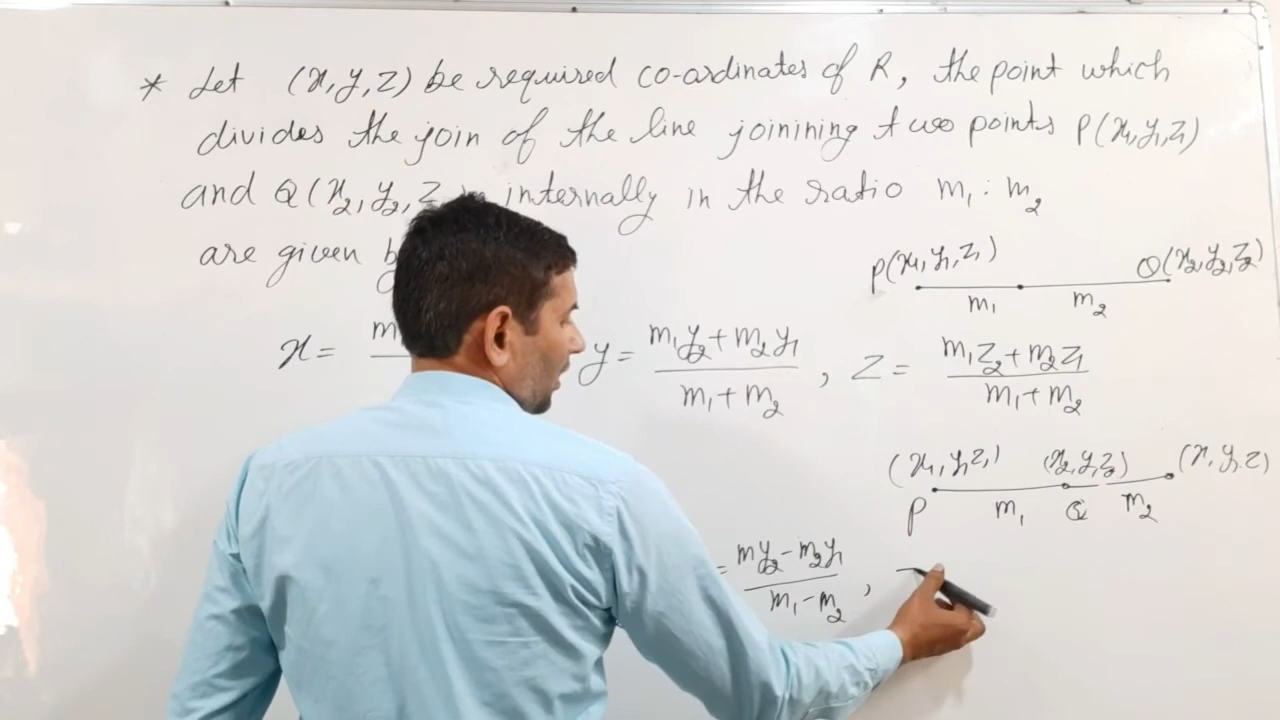 * Let (x, y, z) be required co-ordinates of R, the point which
divides the join of the line joinining two points P(x₁, y₁, z₁)
and Q(x₂, y₂, z internally in the ratio m₁ : m₂
are given b
P(x₁, y₁, z₁) Q(x₂, y₂, z₂)
m₁ m₂
x = m y = (m₁y₂ + m₂y₁)/(m₁ + m₂) , z = (m₁z₂ + m₂z₁)/(m₁ + m₂)
(x₁, y₁ z₁) (x₂, y₂ z₂) (x, y, z)
P m₁ Q m₂
= (my₂ - m₂y₁)/(m₁ - m₂) ,